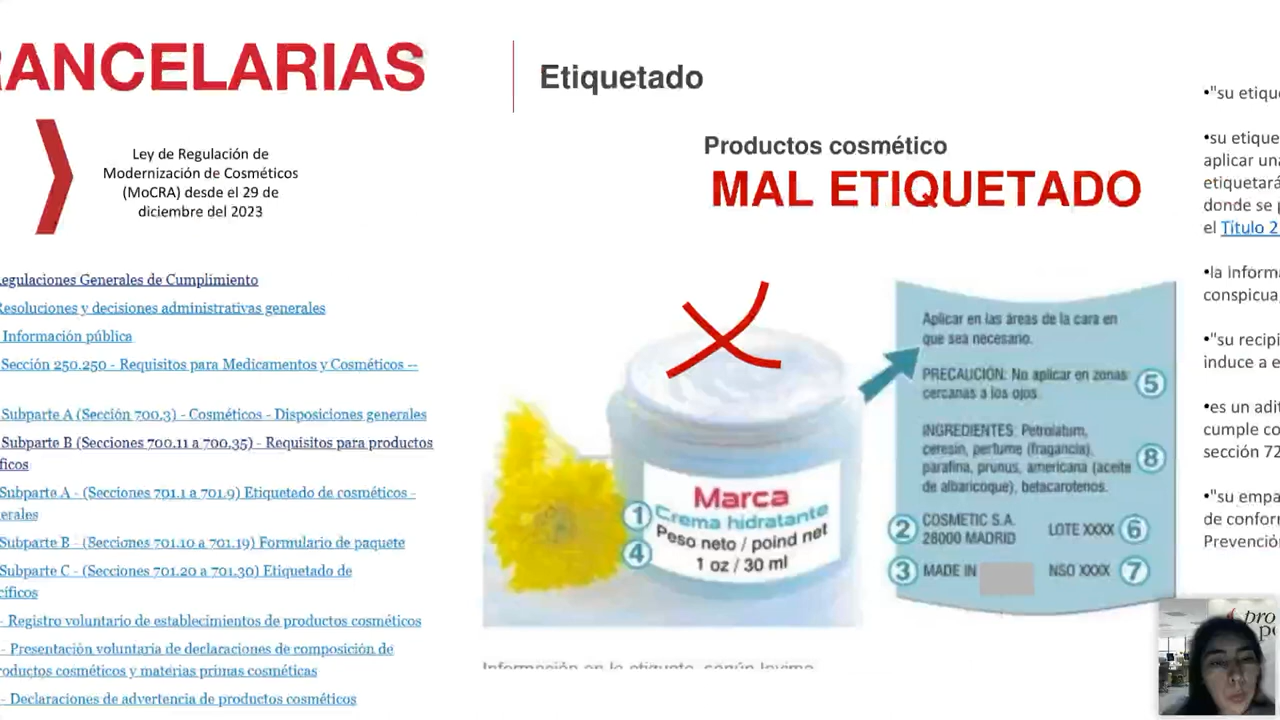 RANCELARIAS
Ley de Regulación de
Modernización de Cosméticos
(MoCRA) desde el 29 de
diciembre del 2023
Regulaciones Generales de Cumplimiento
Resoluciones y decisiones administrativas generales
Información pública
Sección 250.250 - Requisitos para Medicamentos y Cosméticos --
Subparte A (Sección 700.3) - Cosméticos - Disposiciones generales
Subparte B (Secciones 700.11 a 700.35) - Requisitos para productos
ficos
Subparte A - (Secciones 701.1 a 701.9) Etiquetado de cosméticos -
erales
Subparte B - (Secciones 701.10 a 701.19) Formulario de paquete
Subparte C - (Secciones 701.20 a 701.30) Etiquetado de
cíficos
- Registro voluntario de establecimientos de productos cosméticos
- Presentación voluntaria de declaraciones de composición de
roductos cosméticos y materias primas cosméticas
- Declaraciones de advertencia de productos cosméticos
Etiquetado
Productos cosmético
MAL ETIQUETADO
1 Marca
Crema hidratante
4 Peso neto / poind net
1 oz / 30 ml
Aplicar en las áreas de la cara en
que sea necesario.
PRECAUCIÓN: No aplicar en zonas
cercanas a los ojos.
5
INGREDIENTES: Petrolatum,
ceresin, perfume (fragancia),
parafina, prunus, americana (aceite
de albaricoque), betacarotenos.
8
2 COSMETIC S.A.
28000 MADRID
LOTE XXXX 6
3 MADE IN
NSO XXXX 7
Información en la etiquete, según
•"su etique
•su etique
aplicar una
etiquetará
donde se p
el Título 2
•la inform
conspicua,
•"su recipi
induce a e
•es un adit
cumple co
sección 72
•"su empa
de confor
Prevención
pro